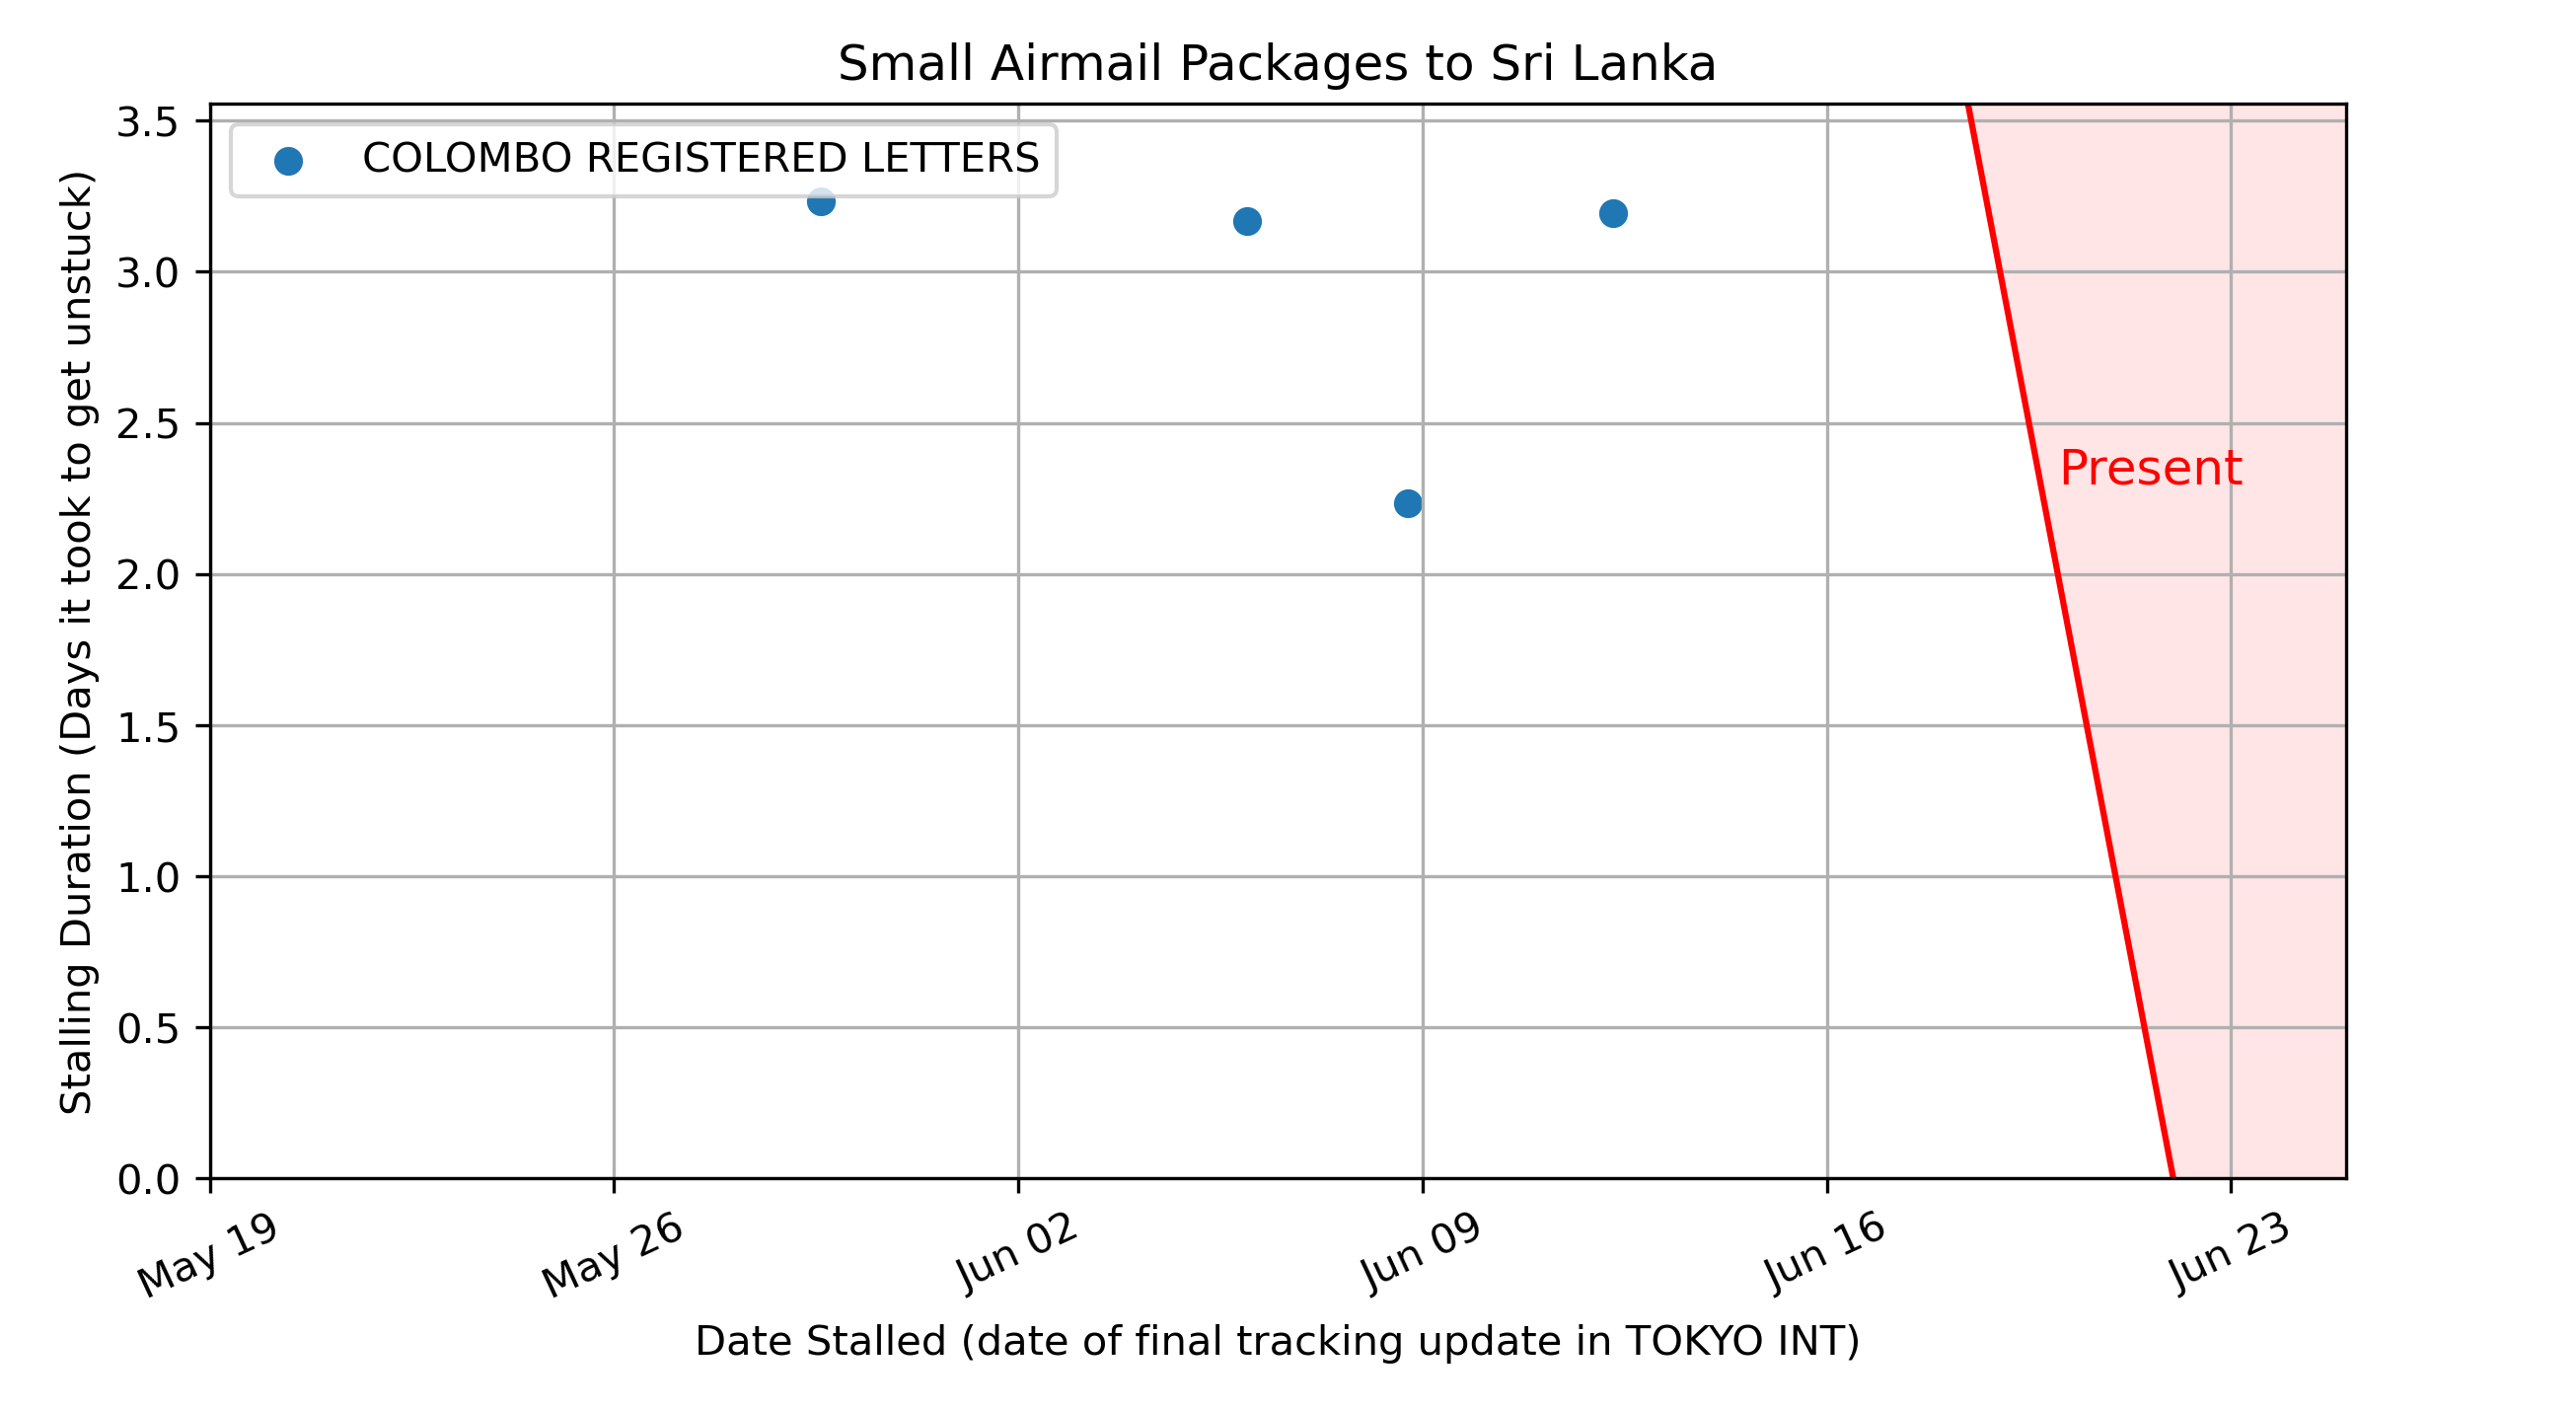 Small Airmail Packages to Sri Lanka
COLOMBO REGISTERED LETTERS
Present
Stalling Duration (Days it took to get unstuck)
3.5
3.0
2.5
2.0
1.5
1.0
0.5
0.0
May 19
May 26
Jun 02
Jun 09
Jun 16
Jun 23
Date Stalled (date of final tracking update in TOKYO INT)